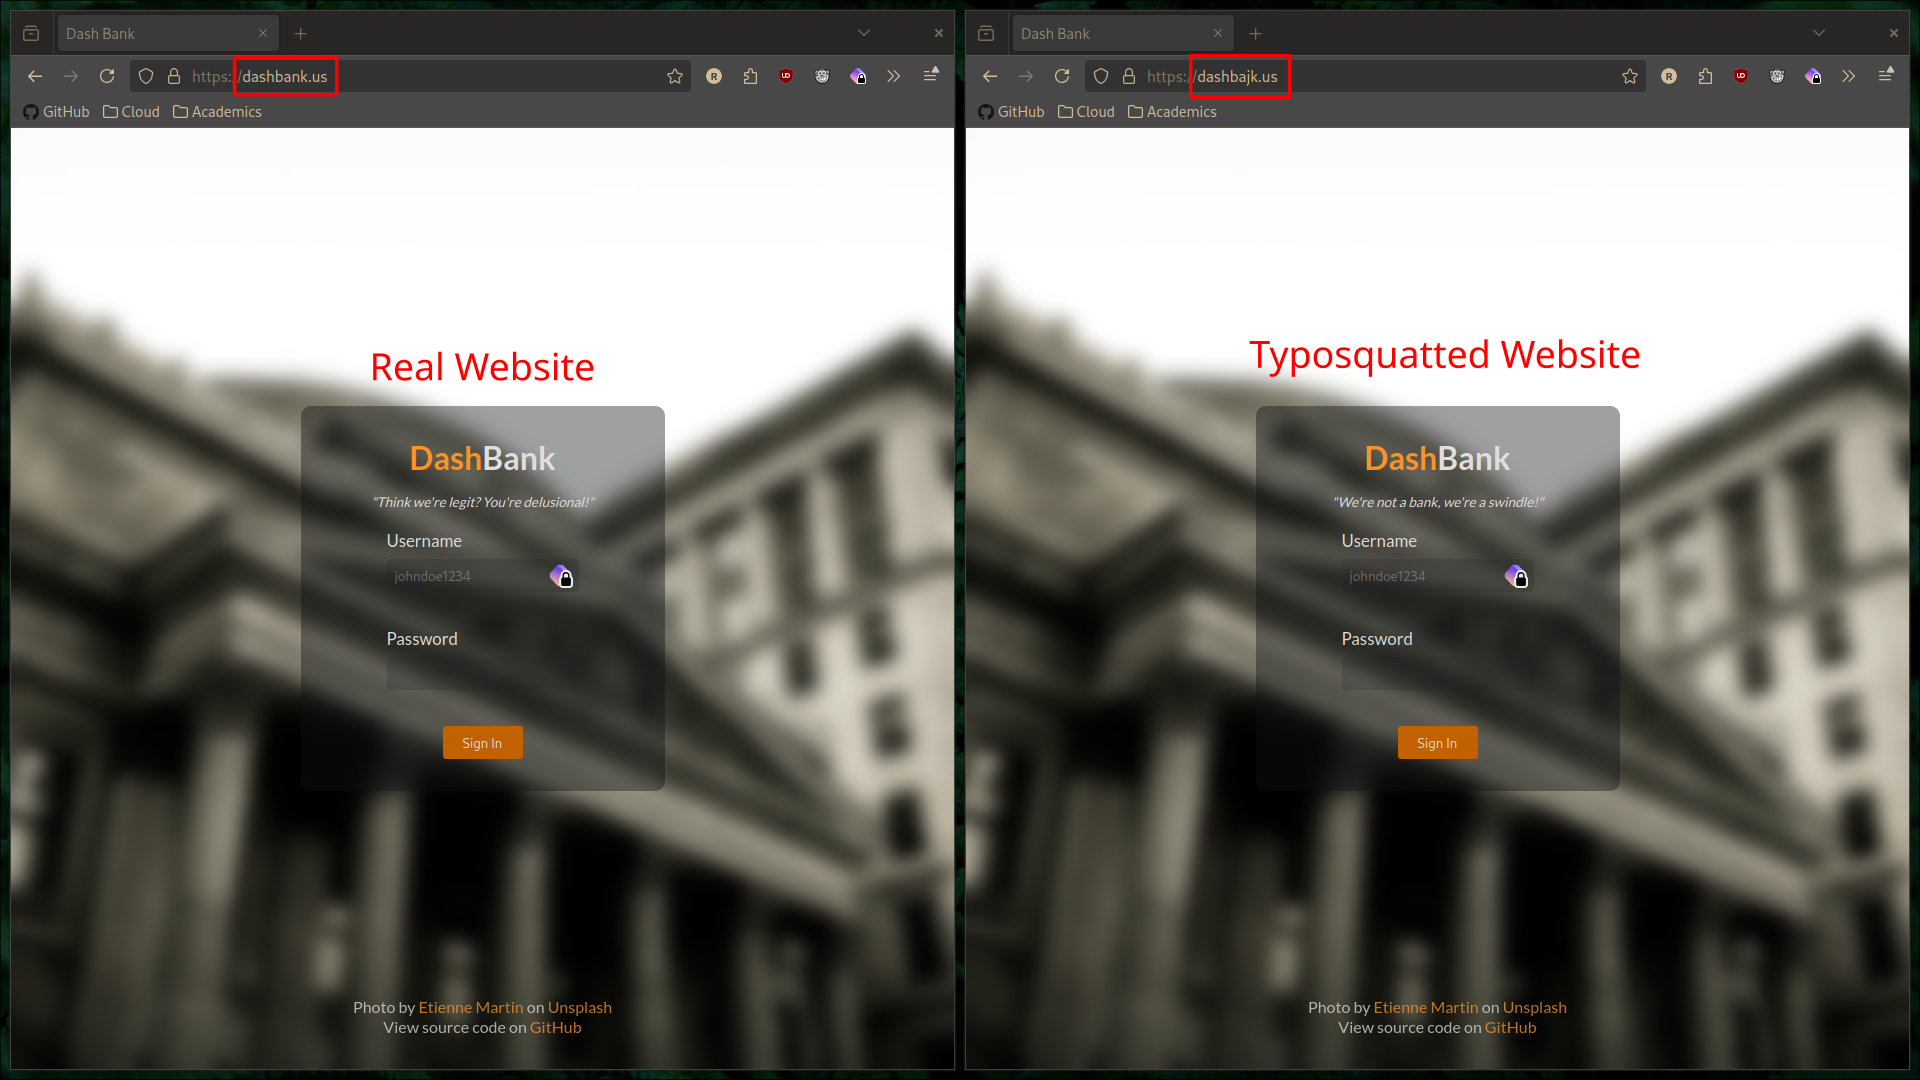 Dash Bank
https://dashbank.us
GitHub Cloud Academics
Real Website
DashBank
"Think we're legit? You're delusional!"
Username
johndoe1234
Password
Sign In
Photo by Etienne Martin on Unsplash
View source code on GitHub
Dash Bank
https://dashbajk.us
GitHub Cloud Academics
Typosquatted Website
DashBank
"We're not a bank, we're a swindle!"
Username
johndoe1234
Password
Sign In
Photo by Etienne Martin on Unsplash
View source code on GitHub